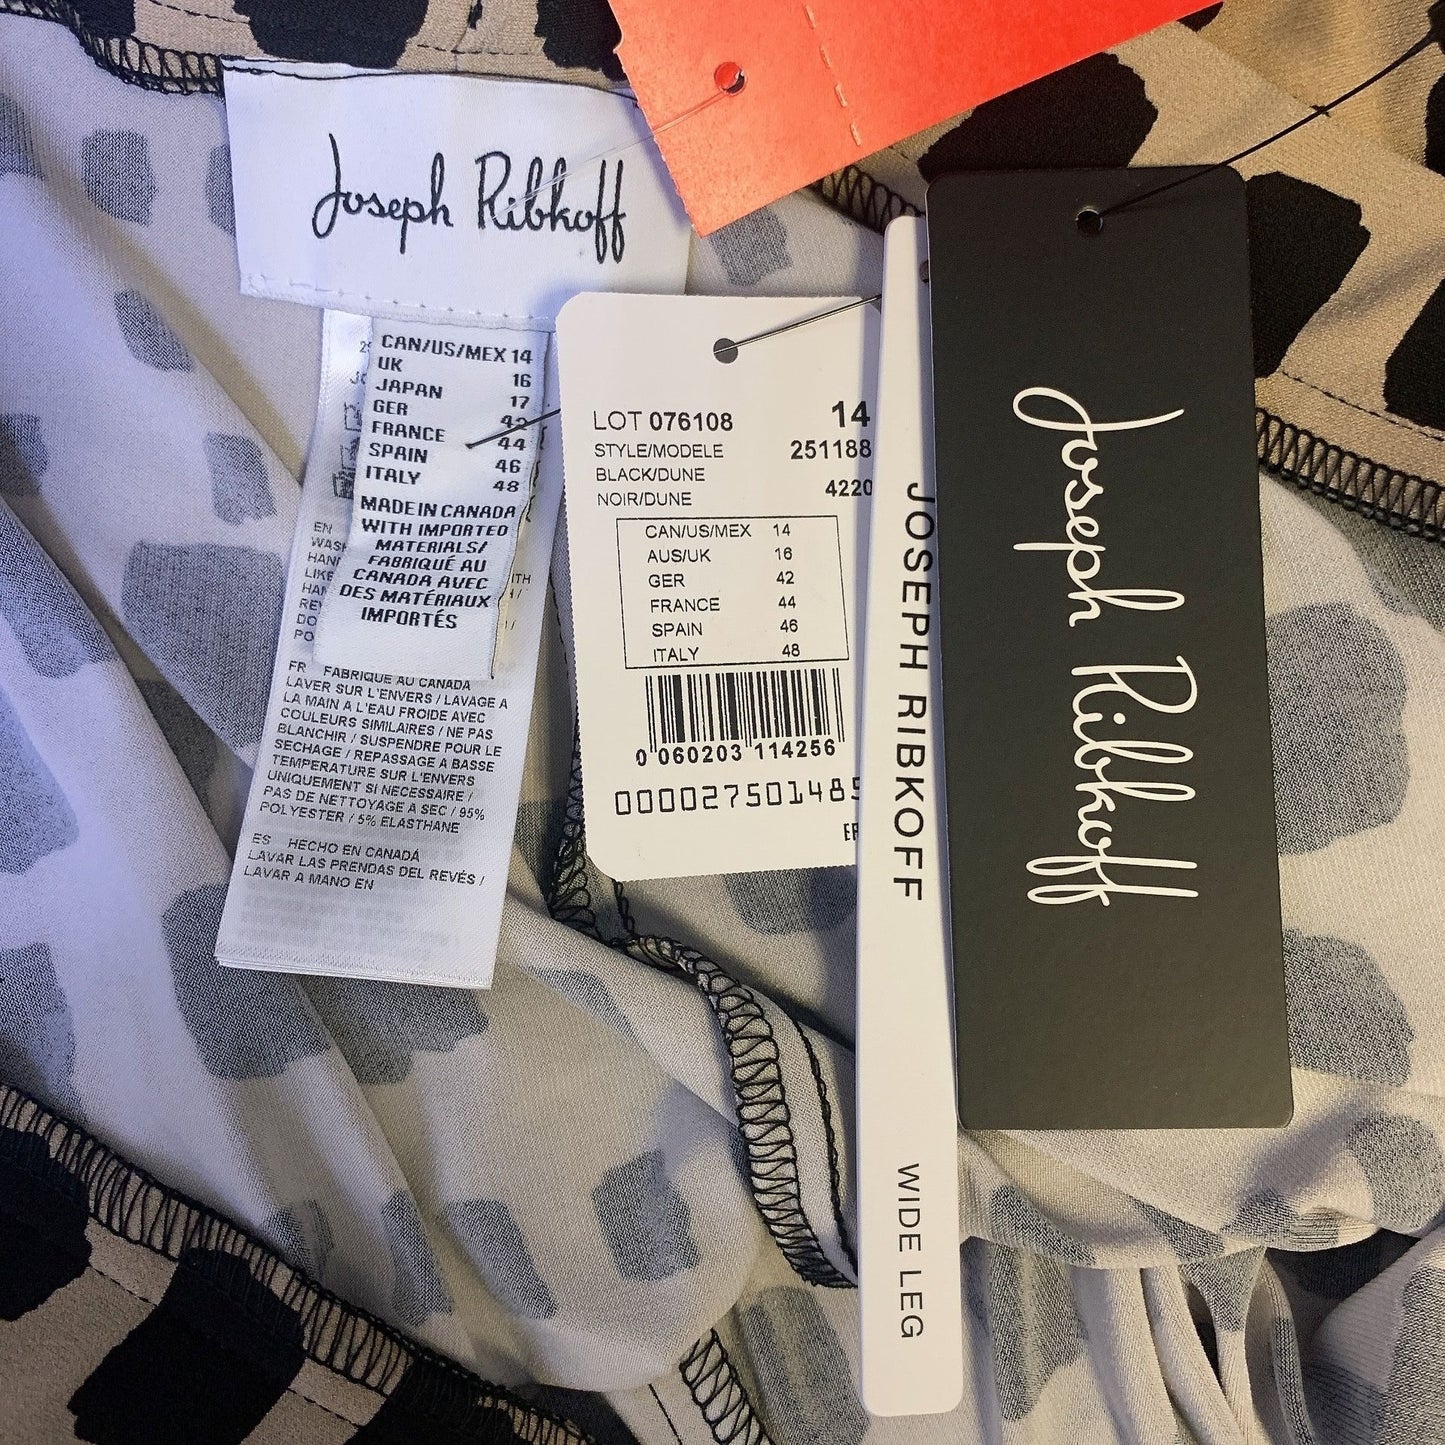 Joseph Ribkoff
CAN/US/MEX 14
UK 16
JAPAN 17
GER 42
FRANCE 44
SPAIN 46
ITALY 48
MADE IN CANADA
WITH IMPORTED
MATERIALS/
FABRIQUÉ AU
CANADA AVEC
DES MATÉRIAUX
IMPORTÉS
EN
FR FABRIQUE AU CANADA
LAVER SUR L'ENVERS / LAVAGE A
LA MAIN A L'EAU FROIDE AVEC
COULEURS SIMILAIRES / NE PAS
BLANCHIR / SUSPENDRE POUR LE
SECHAGE / REPASSAGE A BASSE
TEMPERATURE SUR L'ENVERS
UNIQUEMENT SI NECESSAIRE /
PAS DE NETTOYAGE A SEC / 95%
POLYESTER / 5% ELASTHANE
ES HECHO EN CANADÁ
LAVAR LAS PRENDAS DEL REVÉS /
LAVAR A MANO EN
LOT 076108 14
STYLE/MODELE 251188
BLACK/DUNE
NOIR/DUNE 4220
CAN/US/MEX 14
AUS/UK 16
GER 42
FRANCE 44
SPAIN 46
ITALY 48
0 060203 114256
000027501485
JOSEPH RIBKOFF
WIDE LEG
Joseph Ribkoff